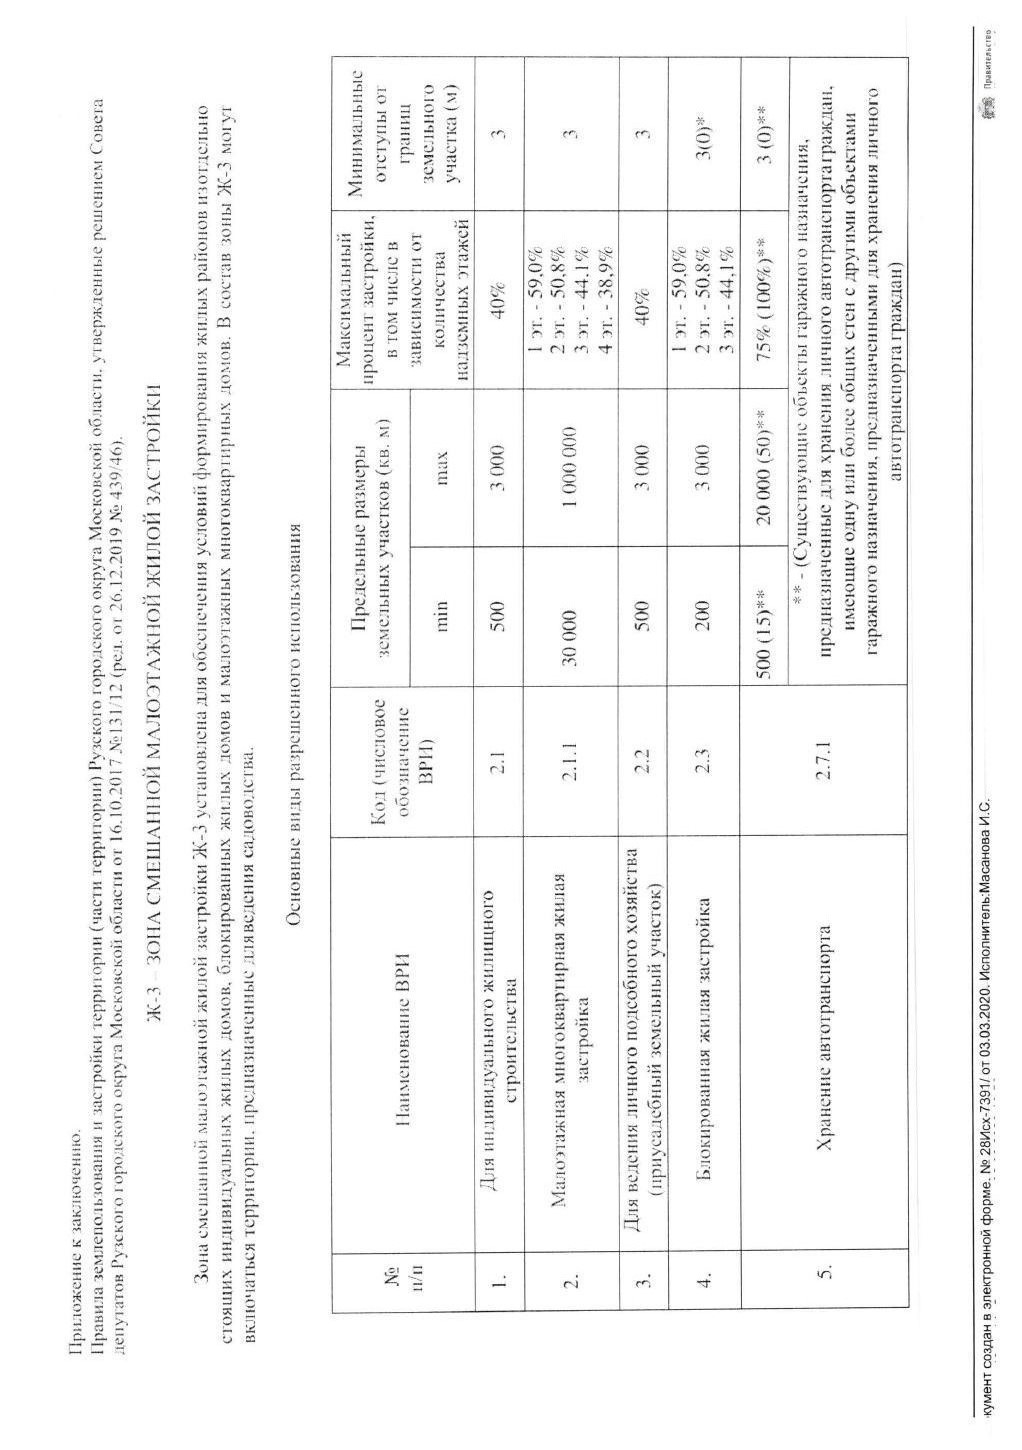 Приложение к заключению.
Правила землепользования и застройки территории (части территории) Рузского городского округа Московской области, утвержденные решением Совета
депутатов Рузского городского округа Московской области от 16.10.2017 №131/12 (ред. от 26.12.2019 № 439/46).
Ж-3 – ЗОНА СМЕШАННОЙ МАЛОЭТАЖНОЙ ЖИЛОЙ ЗАСТРОЙКИ
Зона смешанной малоэтажной жилой застройки Ж-3 установлена для обеспечения условий формирования жилых районов из отдельно
стоящих индивидуальных жилых домов, блокированных жилых домов и малоэтажных многоквартирных домов. В состав зоны Ж-3 могут
включаться территории, предназначенные для ведения садоводства.
Основные виды разрешенного использования
№
п/п
Наименование ВРИ
Код (числовое
обозначение
ВРИ)
Предельные размеры
земельных участков (кв. м)
min
max
Максимальный
процент застройки,
в том числе в
зависимости от
количества
надземных этажей
Минимальные
отступы от
границ
земельного
участка (м)
1.
Для индивидуального жилищного
строительства
2.1
500
3 000
40%
3
2.
Малоэтажная многоквартирная жилая
застройка
2.1.1
30 000
1 000 000
1 эт. - 59,0%
2 эт. - 50,8%
3 эт. - 44,1%
4 эт. - 38,9%
3
3.
Для ведения личного подсобного хозяйства
(приусадебный земельный участок)
2.2
500
3 000
40%
3
4.
Блокированная жилая застройка
2.3
200
3 000
1 эт. - 59,0%
2 эт. - 50,8%
3 эт. - 44,1%
3(0)*
5.
Хранение автотранспорта
2.7.1
500 (15)**
20 000 (50)**
75% (100%)**
3 (0)**
** - (Существующие объекты гаражного назначения,
предназначенные для хранения личного автотранспорта граждан,
имеющие одну или более общих стен с другими объектами
гаражного назначения, предназначенными для хранения личного
автотранспорта граждан)
кумент создан в электронной форме. № 28Исх-7391/ от 03.03.2020. Исполнитель:Масанова И.С.
Правительство